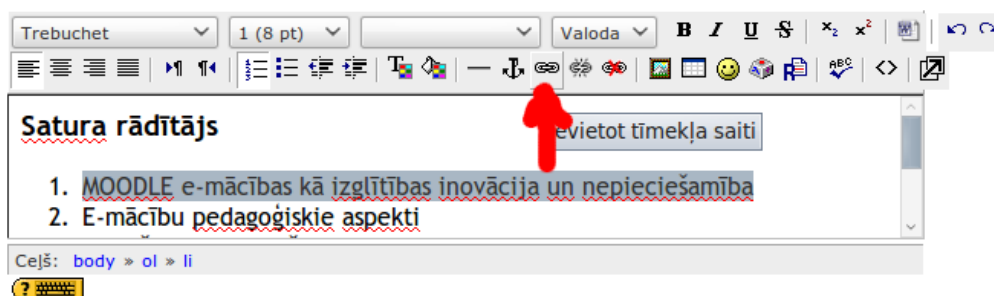 Trebuchet 1 (8 pt) Valoda B I U S x₂ x²
T ABC <>
Satura rādītājs
evietot tīmekļa saiti
1. MOODLE e-mācības kā izglītības inovācija un nepieciešamība
2. E-mācību pedagoģiskie aspekti
Ceļš: body » ol » li
?